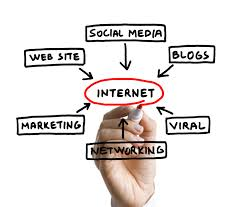 SOCIAL MEDIA
WEB SITE
BLOGS
INTERNET
MARKETING
VIRAL
NETWORKING